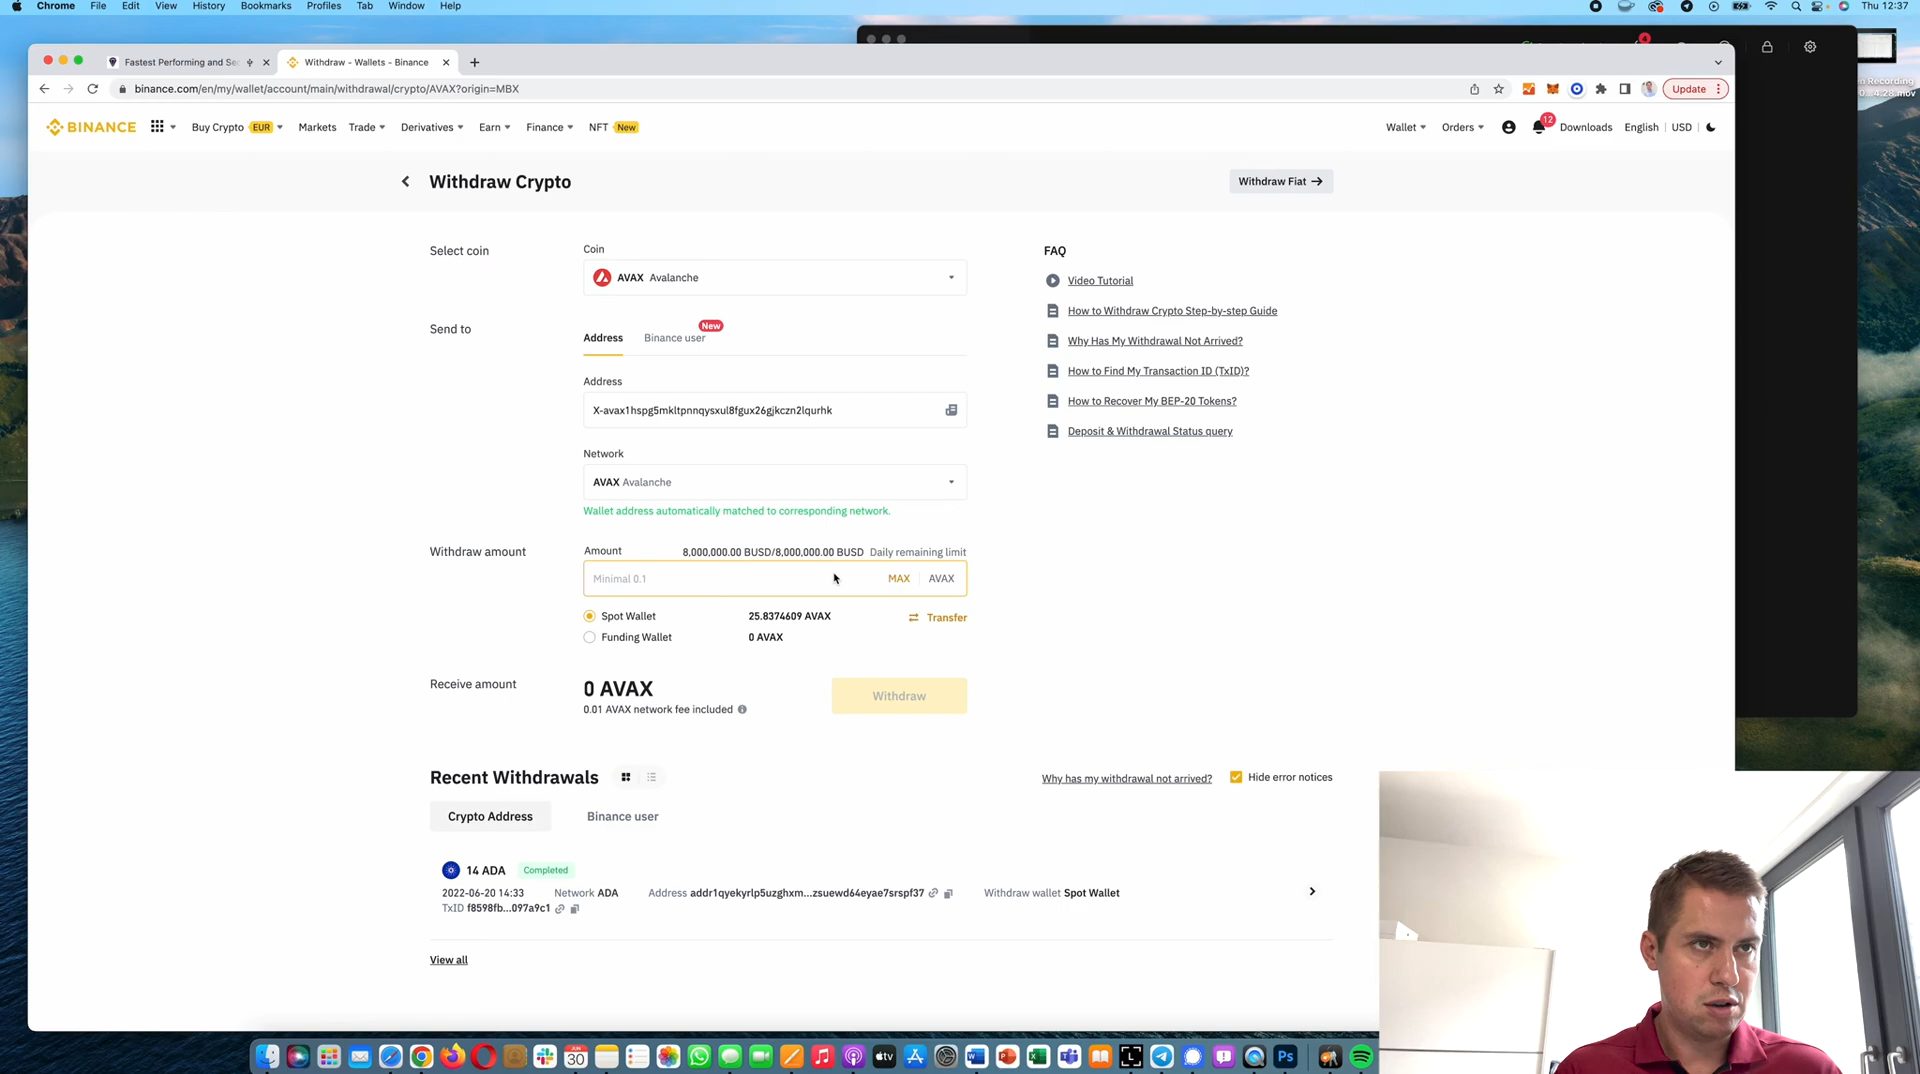 Chrome File Edit View History Bookmarks Profiles Tab Window Help
Thu 12:37
Fastest Performing and Se
Withdraw - Wallets - Binance
4
binance.com/en/my/wallet/account/main/withdrawal/crypto/AVAX?origin=MBX
Update
Recording
4.28.mov
BINANCE
Buy Crypto EUR Markets Trade Derivatives Earn Finance NFT New
Wallet Orders 12 Downloads English USD
Withdraw Crypto
Withdraw Fiat →
Select coin
Coin
AVAX Avalanche
Send to
Address
Binance user
New
Address
X-avax1hspg5mkltpnnqysxul8fgux26gjkczn2lqurhk
Network
AVAX Avalanche
Wallet address automatically matched to corresponding network.
Withdraw amount
Amount
8,000,000.00 BUSD/8,000,000.00 BUSD Daily remaining limit
Minimal 0.1
MAX AVAX
Spot Wallet 25.8374609 AVAX
Transfer
Funding Wallet 0 AVAX
Receive amount
0 AVAX
0.01 AVAX network fee included
Withdraw
FAQ
Video Tutorial
How to Withdraw Crypto Step-by-step Guide
Why Has My Withdrawal Not Arrived?
How to Find My Transaction ID (TxID)?
How to Recover My BEP-20 Tokens?
Deposit & Withdrawal Status query
Recent Withdrawals
Why has my withdrawal not arrived?
Hide error notices
Crypto Address
Binance user
14 ADA Completed
2022-06-20 14:33 Network ADA Address addr1qyekyrlp5uzghxm...zsuewd64eyae7srspf37 Withdraw wallet Spot Wallet
TxID f8598fb...097a9c1
View all
JUN
30
tv
W
P
X
L
Ps